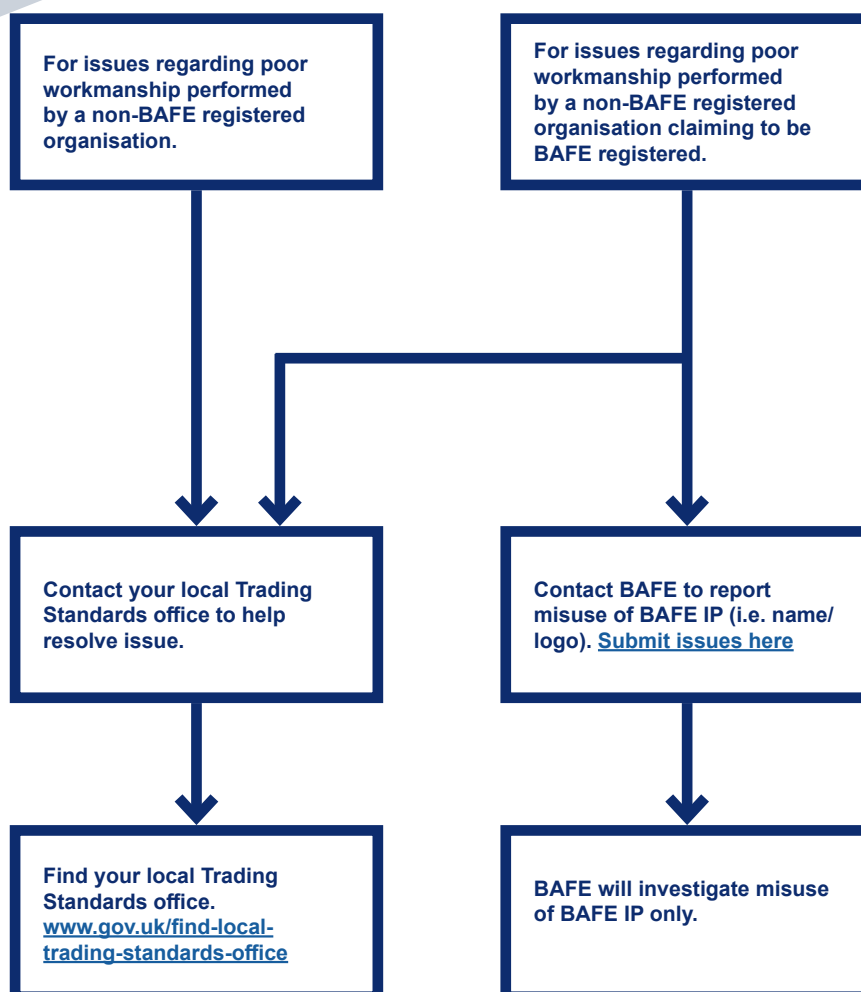 For issues regarding poor
workmanship performed
by a non-BAFE registered
organisation.
For issues regarding poor
workmanship performed
by a non-BAFE registered
organisation claiming to be
BAFE registered.
Contact your local Trading
Standards office to help
resolve issue.
Contact BAFE to report
misuse of BAFE IP (i.e. name/
logo). Submit issues here
Find your local Trading
Standards office.
www.gov.uk/find-local-
trading-standards-office
BAFE will investigate misuse
of BAFE IP only.